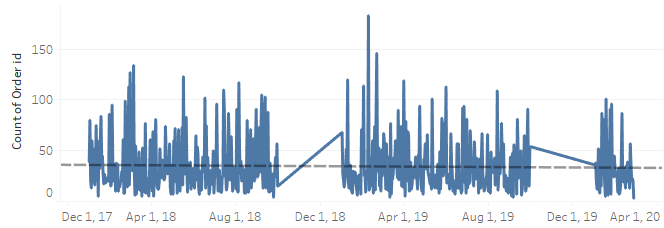 Count of Order id
150
100
50
0
Dec 1, 17 Apr 1, 18 Aug 1, 18 Dec 1, 18 Apr 1, 19 Aug 1, 19 Dec 1, 19 Apr 1, 20